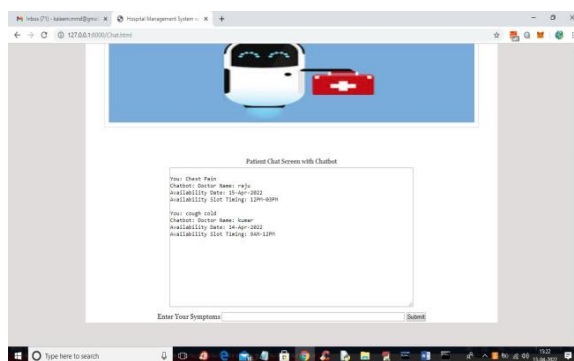 Inbox (71) - kaleem.mmd@gmai
Hospital Management System
127.0.0.1:8000/Chat.html
Patient Chat Screen with Chatbot
You: Chest Pain
Chatbot: Doctor Name: raju
Availability Date: 15-Apr-2022
Availability Slot Timing: 12PM-03PM
You: cough cold
Chatbot: Doctor Name: kumar
Availability Date: 14-Apr-2022
Availability Slot Timing: 9AM-12PM
Enter Your Symptoms
Submit
Type here to search
15:22